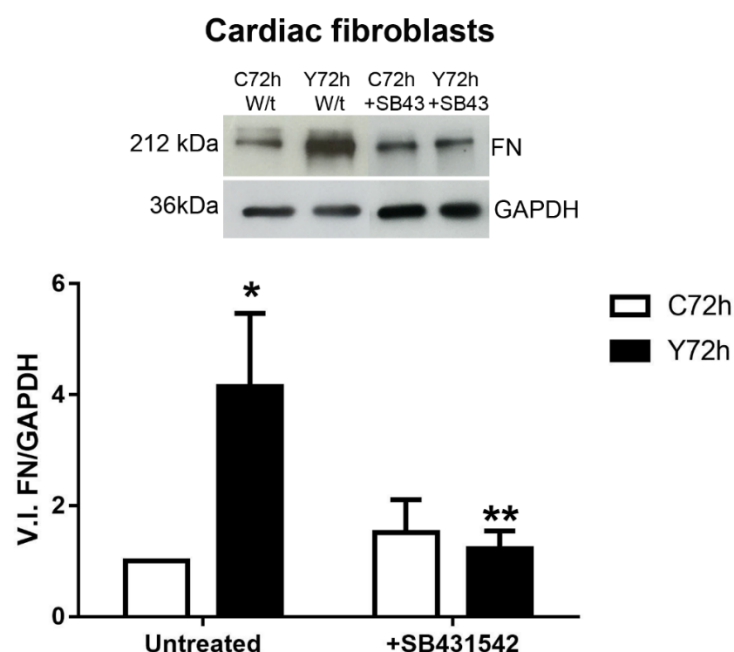 Cardiac fibroblasts
C72h Y72h C72h Y72h
W/t W/t +SB43 +SB43
212 kDa FN
36kDa GAPDH
6
*
C72h
Y72h
4
V.I. FN/GAPDH
2
**
0
Untreated +SB431542